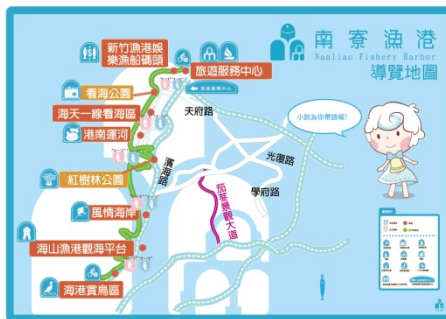 南寮漁港
Nanliao Fishery Harbor
導覽地圖
新竹漁港娛
樂漁船碼頭
旅遊服務中心
看海公園
海天一線看海區
天府路
港南運河
小鈴為你帶路喔!
光復路
濱海路
紅樹林公園
學府路
茄苳景觀大道
風情海岸
海山漁港觀海平台
海港賞鳥區